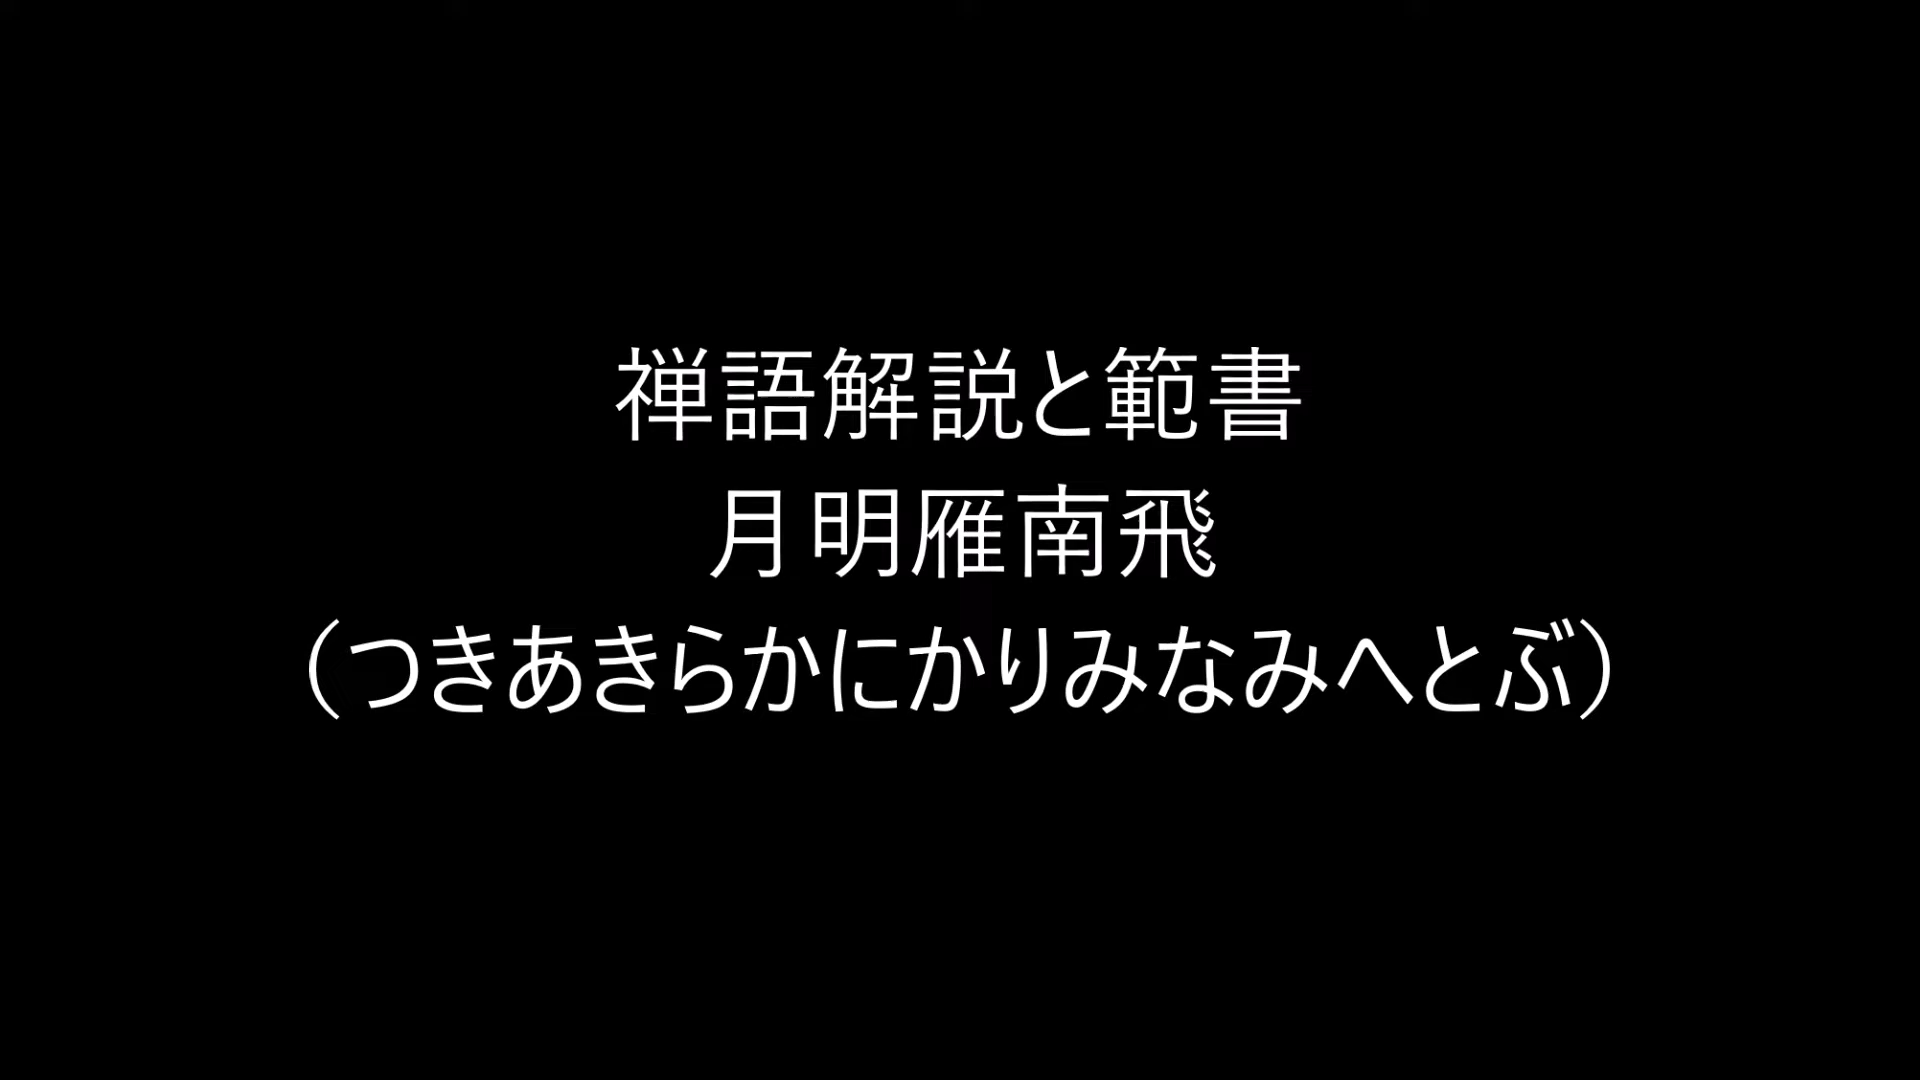 禅語解説と範書
月明雁南飛
（つきあきらかにかりみなみへとぶ）